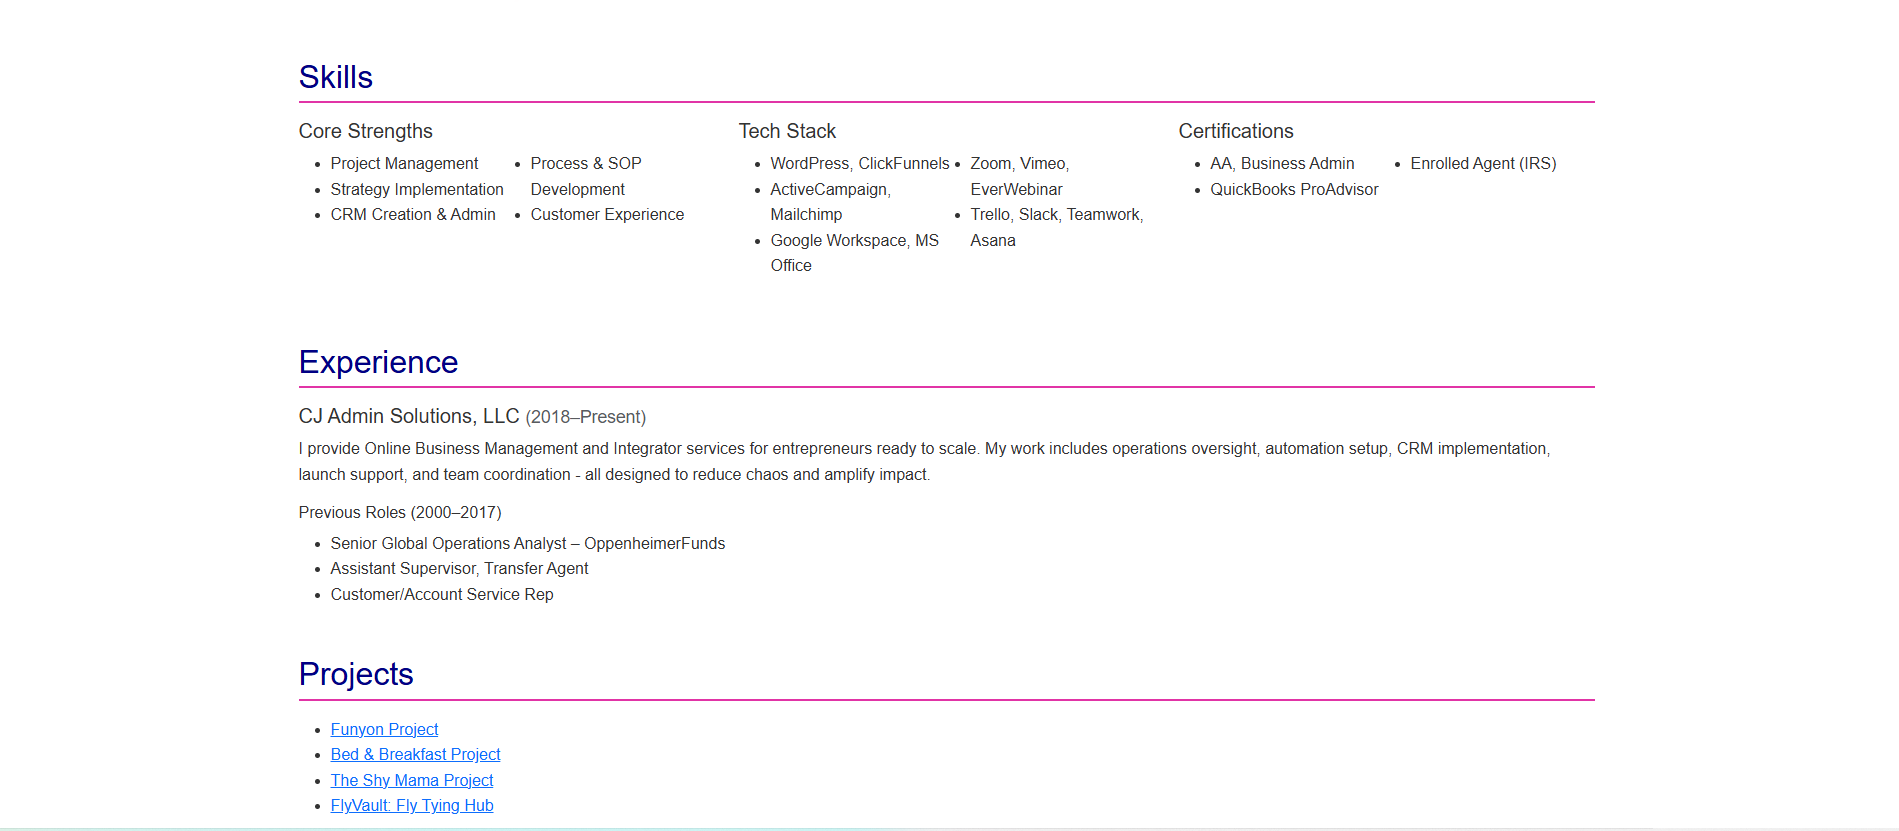 Skills
Core Strengths
Project Management
Strategy Implementation
CRM Creation & Admin
Process & SOP
Development
Customer Experience
Tech Stack
WordPress, ClickFunnels
ActiveCampaign,
Mailchimp
Google Workspace, MS
Office
Zoom, Vimeo,
EverWebinar
Trello, Slack, Teamwork,
Asana
Certifications
AA, Business Admin
QuickBooks ProAdvisor
Enrolled Agent (IRS)
Experience
CJ Admin Solutions, LLC (2018–Present)
I provide Online Business Management and Integrator services for entrepreneurs ready to scale. My work includes operations oversight, automation setup, CRM implementation,
launch support, and team coordination - all designed to reduce chaos and amplify impact.
Previous Roles (2000–2017)
Senior Global Operations Analyst – OppenheimerFunds
Assistant Supervisor, Transfer Agent
Customer/Account Service Rep
Projects
Funyon Project
Bed & Breakfast Project
The Shy Mama Project
FlyVault: Fly Tying Hub